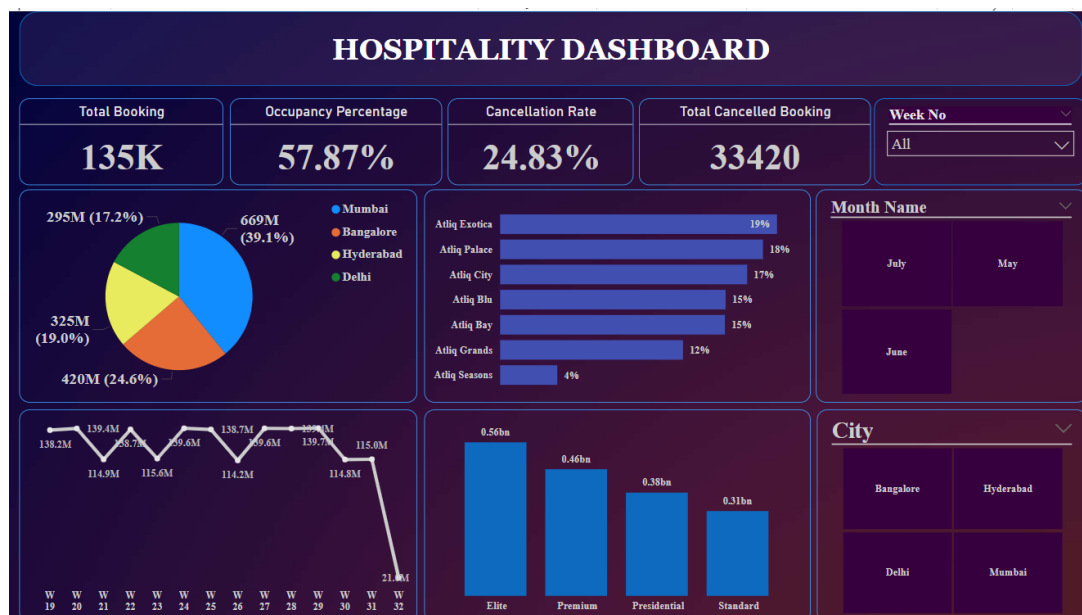 HOSPITALITY DASHBOARD
Total Booking
135K
Occupancy Percentage
57.87%
Cancellation Rate
24.83%
Total Cancelled Booking
33420
Week No
All
295M (17.2%)
669M
(39.1%)
325M
(19.0%)
420M (24.6%)
Mumbai
Bangalore
Hyderabad
Delhi
Atliq Exotica 19%
Atliq Palace 18%
Atliq City 17%
Atliq Blu 15%
Atliq Bay 15%
Atliq Grands 12%
Atliq Seasons 4%
Month Name
July
May
June
138.2M
139.4M
114.9M
138.7M
115.6M
139.6M
138.7M
114.2M
139.6M
139.7M
114.8M
115.0M
W 19
W 20
W 21
W 22
W 23
W 24
W 25
W 26
W 27
W 28
W 29
W 30
W 31
W 32
0.56bn
0.46bn
0.38bn
0.31bn
Elite
Premium
Presidential
Standard
City
Bangalore
Hyderabad
Delhi
Mumbai